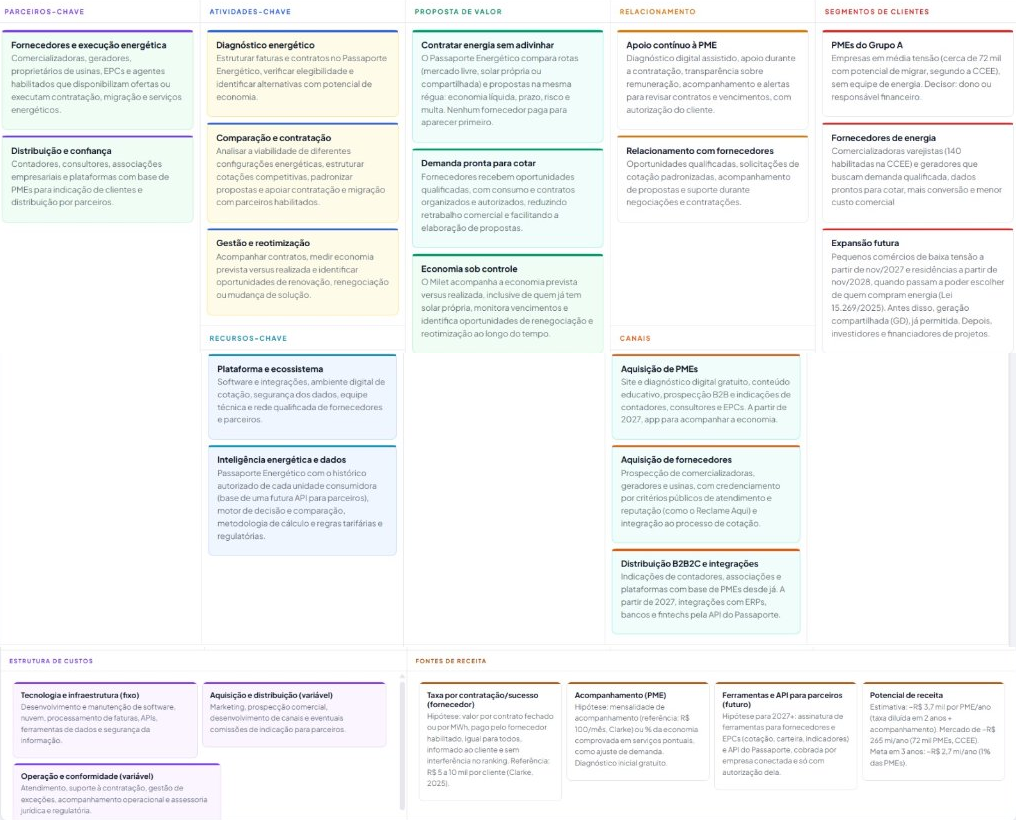 PARCEIROS-CHAVE
Fornecedores e execução energética
Comercializadoras, geradores,
proprietários de usinas, EPCs e agentes
habilitados que disponibilizam ofertas ou
executam contratação, migração e serviços
energéticos.
Distribuição e confiança
Contadores, consultores, associações
empresariais e plataformas com base de
PMEs para indicação de clientes e
distribuição por parceiros.
ATIVIDADES-CHAVE
Diagnóstico energético
Estruturar faturas e contratos no Passaporte
Energético, verificar elegibilidade e
identificar alternativas com potencial de
economia.
Comparação e contratação
Analisar a viabilidade de diferentes
configurações energéticas, estruturar
cotações competitivas, padronizar
propostas e apoiar contratação e migração
com parceiros habilitados.
Gestão e reotimização
Acompanhar contratos, medir economia
prevista versus realizada e identificar
oportunidades de renovação, renegociação
ou mudança de solução.
RECURSOS-CHAVE
Plataforma e ecossistema
Software e integrações, ambiente digital de
cotação, segurança dos dados, equipe
técnica e rede qualificada de fornecedores
e parceiros.
Inteligência energética e dados
Passaporte Energético com o histórico
autorizado de cada unidade consumidora
(base de uma futura API para parceiros),
motor de decisão e comparação,
metodologia de cálculo e regras tarifárias e
regulatórias.
PROPOSTA DE VALOR
Contratar energia sem adivinhar
O Passaporte Energético compara rotas
(mercado livre, solar própria ou
compartilhada) e propostas na mesma
régua: economia líquida, prazo, risco e
multa. Nenhum fornecedor paga para
aparecer primeiro.
Demanda pronta para cotar
Fornecedores recebem oportunidades
qualificadas, com consumo e contratos
organizados e autorizados, reduzindo
retrabalho comercial e facilitando a
elaboração de propostas.
Economia sob controle
O Milet acompanha a economia prevista
versus realizada, inclusive de quem já tem
solar própria, monitora vencimentos e
identifica oportunidades de renegociação e
reotimização ao longo do tempo.
RELACIONAMENTO
Apoio contínuo à PME
Diagnóstico digital assistido, apoio durante
a contratação, transparência sobre
remuneração, acompanhamento e alertas
para revisar contratos e vencimentos, com
autorização do cliente.
Relacionamento com fornecedores
Oportunidades qualificadas, solicitações de
cotação padronizadas, acompanhamento
de propostas e suporte durante
negociações e contratações.
CANAIS
Aquisição de PMEs
Site e diagnóstico digital gratuito, conteúdo
educativo, prospecção B2B e indicações de
contadores, consultores e EPCs. A partir de
2027, app para acompanhar a economia.
Aquisição de fornecedores
Prospecção de comercializadoras,
geradores e usinas, com credenciamento
por critérios públicos de atendimento e
reputação (como o Reclame Aqui) e
integração ao processo de cotação.
Distribuição B2B2C e integrações
Indicações de contadores, associações e
plataformas com base de PMEs desde já. A
partir de 2027, integrações com ERPs,
bancos e fintechs pela API do Passaporte.
SEGMENTOS DE CLIENTES
PMEs do Grupo A
Empresas em média tensão (cerca de 72 mil
com potencial de migrar, segundo a CCEE),
sem equipe de energia. Decisor: dono ou
responsável financeiro.
Fornecedores de energia
Comercializadoras varejistas (140
habilitadas na CCEE) e geradores que
buscam demanda qualificada, dados
prontos para cotar, mais conversão e menor
custo comercial.
Expansão futura
Pequenos comércios de baixa tensão a
partir de nov/2027 e residências a partir de
nov/2028, quando passam a poder escolher
de quem compram energia (Lei
15.269/2025). Antes disso, geração
compartilhada (GD), já permitida. Depois,
investidores e financiadores de projetos.
ESTRUTURA DE CUSTOS
Tecnologia e infraestrutura (fixo)
Desenvolvimento e manutenção de software,
nuvem, processamento de faturas, APIs,
ferramentas de dados e segurança da
informação.
Aquisição e distribuição (variável)
Marketing, prospecção comercial,
desenvolvimento de canais e eventuais
comissões de indicação para parceiros.
Operação e conformidade (variável)
Atendimento, suporte à contratação, gestão de
exceções, acompanhamento operacional e assessoria
jurídica e regulatória.
FONTES DE RECEITA
Taxa por contratação/sucesso
(fornecedor)
Hipótese: valor por contrato fechado
ou por MWh, pago pelo fornecedor
habilitado, igual para todos,
informado ao cliente e sem
interferência no ranking. Referência:
R$ 5 a 10 mil por cliente (Clarke,
2025).
Acompanhamento (PME)
Hipótese: mensalidade de
acompanhamento (referência: R$
100/mês, Clarke) ou % da economia
comprovada em serviços pontuais,
como ajuste de demanda.
Diagnóstico inicial gratuito.
Ferramentas e API para parceiros
(futuro)
Hipótese para 2027+: assinatura de
ferramentas para fornecedores e
EPCs (cotação, carteira, indicadores)
e API do Passaporte, cobrada por
empresa conectada e só com
autorização dela.
Potencial de receita
Estimativa: ~R$ 3,7 mil por PME/ano
(taxa diluída em 2 anos +
acompanhamento). Mercado de ~R$
265 mi/ano (72 mil PMEs, CCEE).
Meta em 3 anos: ~R$ 2,7 mi/ano (1%
das PMEs).